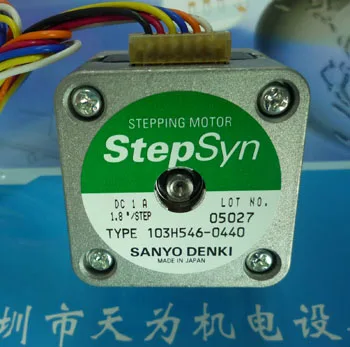 STEPPING MOTOR
StepSyn
DC 1 A LOT NO.
1.8°/STEP 05027
TYPE 103H546-0440
SANYO DENKI
MADE IN JAPAN
圳市天为机电设